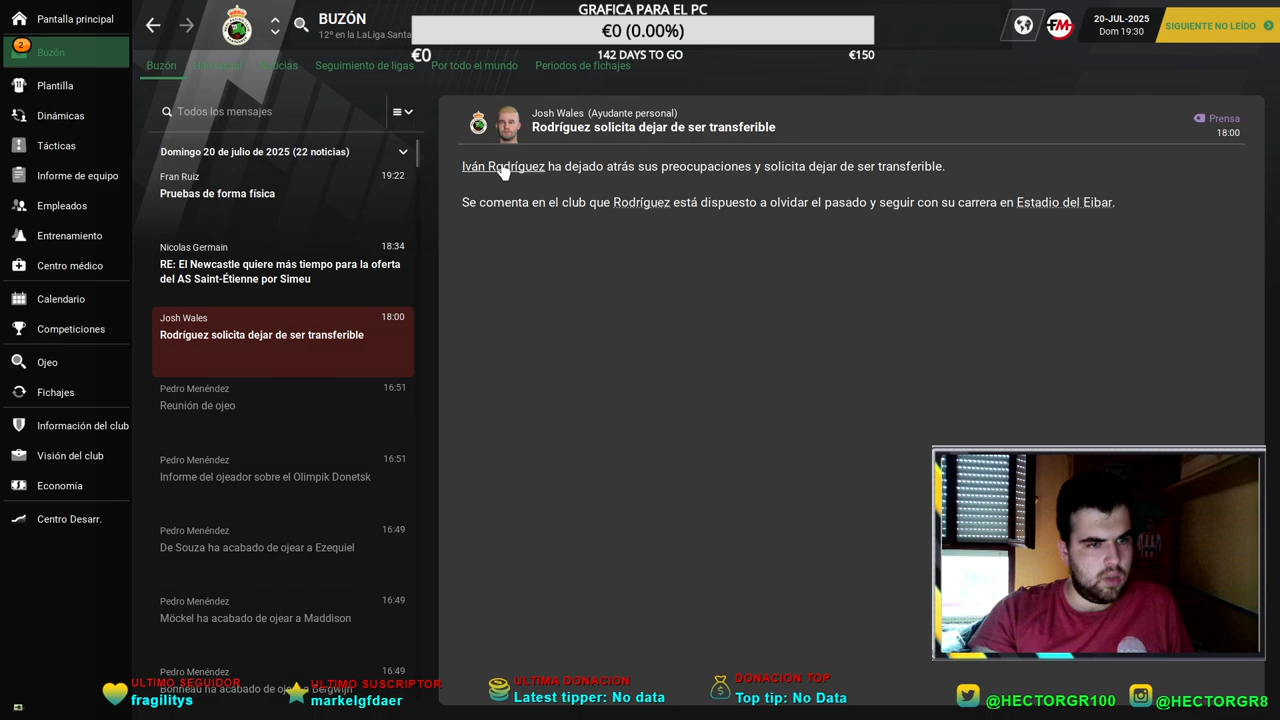 Pantalla principal
2
Buzón
Plantilla
Dinámicas
Tácticas
Informe de equipo
Empleados
Entrenamiento
Centro médico
Calendario
Competiciones
Ojeo
Fichajes
Información del club
Visión del club
Economía
Centro Desarr.
BUZÓN
12º en la LaLiga Santa
GRAFICA PARA EL PC
€0 (0.00%)
€0
142 DAYS TO GO
€150
FM
20-JUL-2025
Dom 19:30
SIGUIENTE NO LEÍDO
Buzón
Noticias
Seguimiento de ligas
Por todo el mundo
Periodos de fichajes
Todos los mensajes
Domingo 20 de julio de 2025 (22 noticias)
Fran Ruiz
19:22
Pruebas de forma física
Nicolas Germain
18:34
RE: El Newcastle quiere más tiempo para la oferta
del AS Saint-Étienne por Simeu
Josh Wales
18:00
Rodríguez solicita dejar de ser transferible
Pedro Menéndez
16:51
Reunión de ojeo
Pedro Menéndez
16:51
Informe del ojeador sobre el Olimpik Donetsk
Pedro Menéndez
16:49
De Souza ha acabado de ojear a Ezequiel
Pedro Menéndez
16:49
Möckel ha acabado de ojear a Maddison
Pedro Menéndez
16:49
Bonneau ha acabado de ojear a Bergwijn
Josh Wales (Ayudante personal)
Rodríguez solicita dejar de ser transferible
Prensa
18:00
Iván Rodríguez ha dejado atrás sus preocupaciones y solicita dejar de ser transferible.
Se comenta en el club que Rodríguez está dispuesto a olvidar el pasado y seguir con su carrera en Estadio del Eibar.
ULTIMO SEGUIDOR
fragilitys
ULTIMO SUSCRIPTOR
markelgfdaer
ULTIMA DONACION
Latest tipper: No data
DONACION TOP
Top tip: No Data
@HECTORGR100
@HECTORGR8